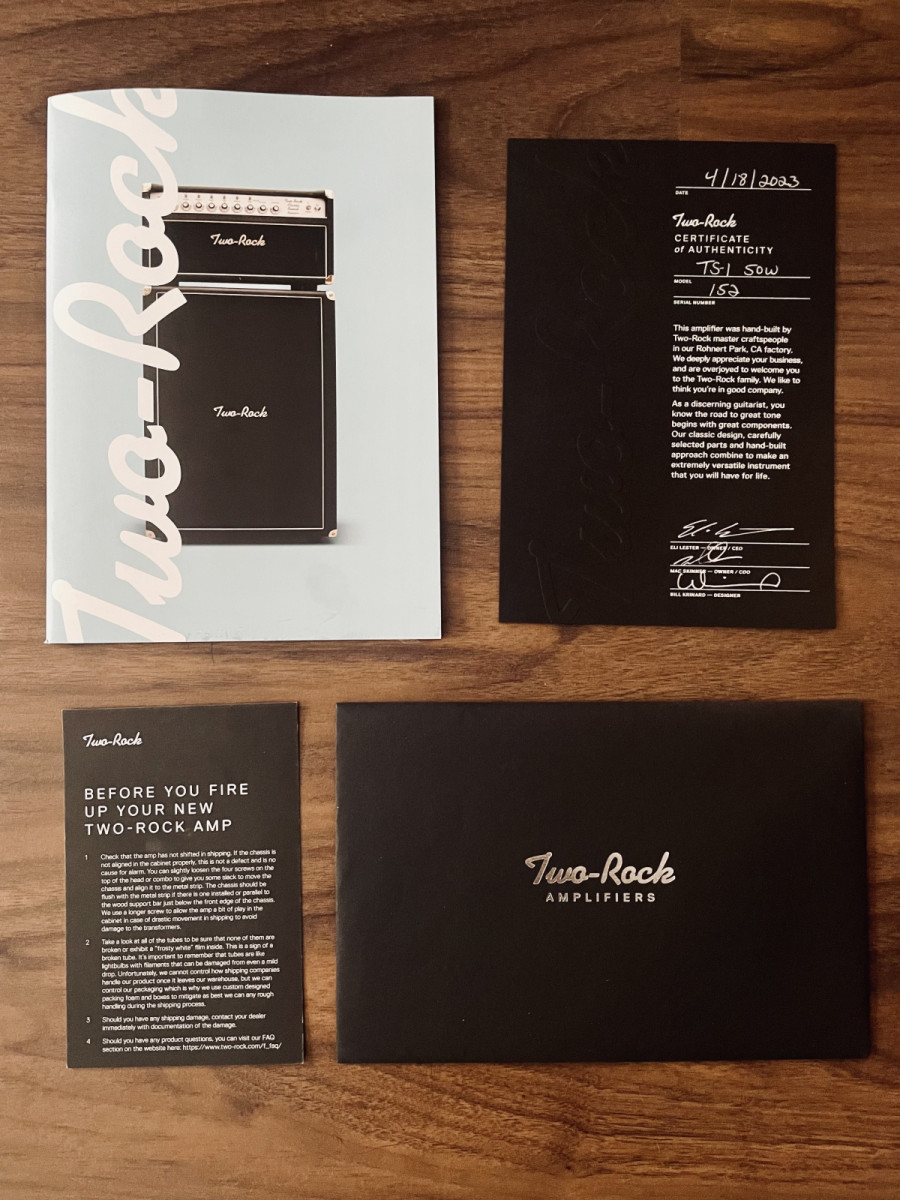 Two-Rock
Two-Rock
Two-Rock
4/18/2023
DATE
Two-Rock
CERTIFICATE
of AUTHENTICITY
TS-1 50W
MODEL
152
SERIAL NUMBER
This amplifier was hand-built by
Two-Rock master craftspeople
in our Rohnert Park, CA factory.
We deeply appreciate your business,
and are overjoyed to welcome you
to the Two-Rock family. We like to
think you're in good company.
As a discerning guitarist, you
know the road to great tone
begins with great components.
Our classic design, carefully
selected parts and hand-built
approach combine to make an
extremely versatile instrument
that you will have for life.
ELI LESTER — OWNER / CEO
MAC SKINNER — OWNER / COO
BILL KRINARD — DESIGNER
Two-Rock
BEFORE YOU FIRE
UP YOUR NEW
TWO-ROCK AMP
1 Check that the amp has not shifted in shipping. If the chassis is
not aligned in the cabinet properly, this is not a defect and is no
cause for alarm. You can slightly loosen the four screws on the
top of the head or combo to give you some slack to move the
chasse and align it to the metal strip. The chassis should be
flush with the metal strip if there is one installed or parallel to
the wood support bar just below the front edge of the chassis.
We use a longer screw to allow the amp a bit of play in the
cabinet in case of drastic movement in shipping to avoid
damage to the transformers.
2 Take a look at all of the tubes to be sure that none of them are
broken or exhibit a "frosty white" film inside. This is a sign of a
broken tube. It's important to remember that tubes are like
lightbulbs with filaments that can be damaged from even a mild
drop. Unfortunately, we cannot control how shipping companies
handle our product once it leaves our warehouse, but we can
control our packaging which is why we use custom designed
packing foam and boxes to mitigate as best we can any rough
handling during the shipping process.
3 Should you have any shipping damage, contact your dealer
immediately with documentation of the damage.
4 Should you have any product questions, you can visit our FAQ
section on the website here: https://www.two-rock.com/f_faq/
Two-Rock
AMPLIFIERS